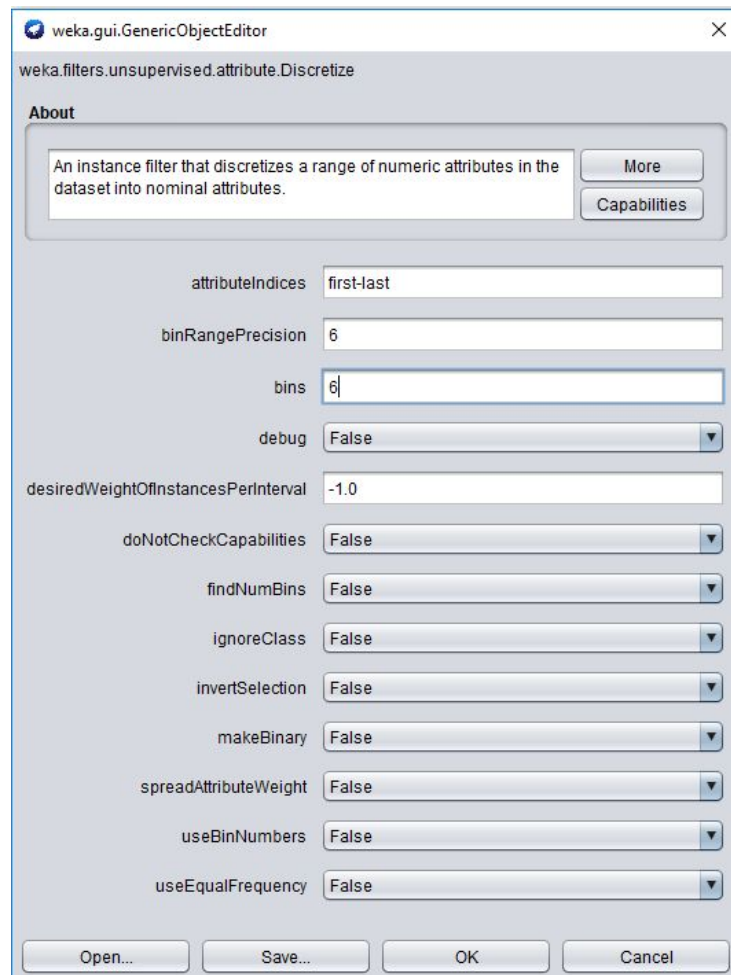 weka.gui.GenericObjectEditor
weka.filters.unsupervised.attribute.Discretize
About
An instance filter that discretizes a range of numeric attributes in the
dataset into nominal attributes.
More
Capabilities
attributeIndices first-last
binRangePrecision 6
bins 6
debug False
desiredWeightOfInstancesPerInterval -1.0
doNotCheckCapabilities False
findNumBins False
ignoreClass False
invertSelection False
makeBinary False
spreadAttributeWeight False
useBinNumbers False
useEqualFrequency False
Open... Save... OK Cancel